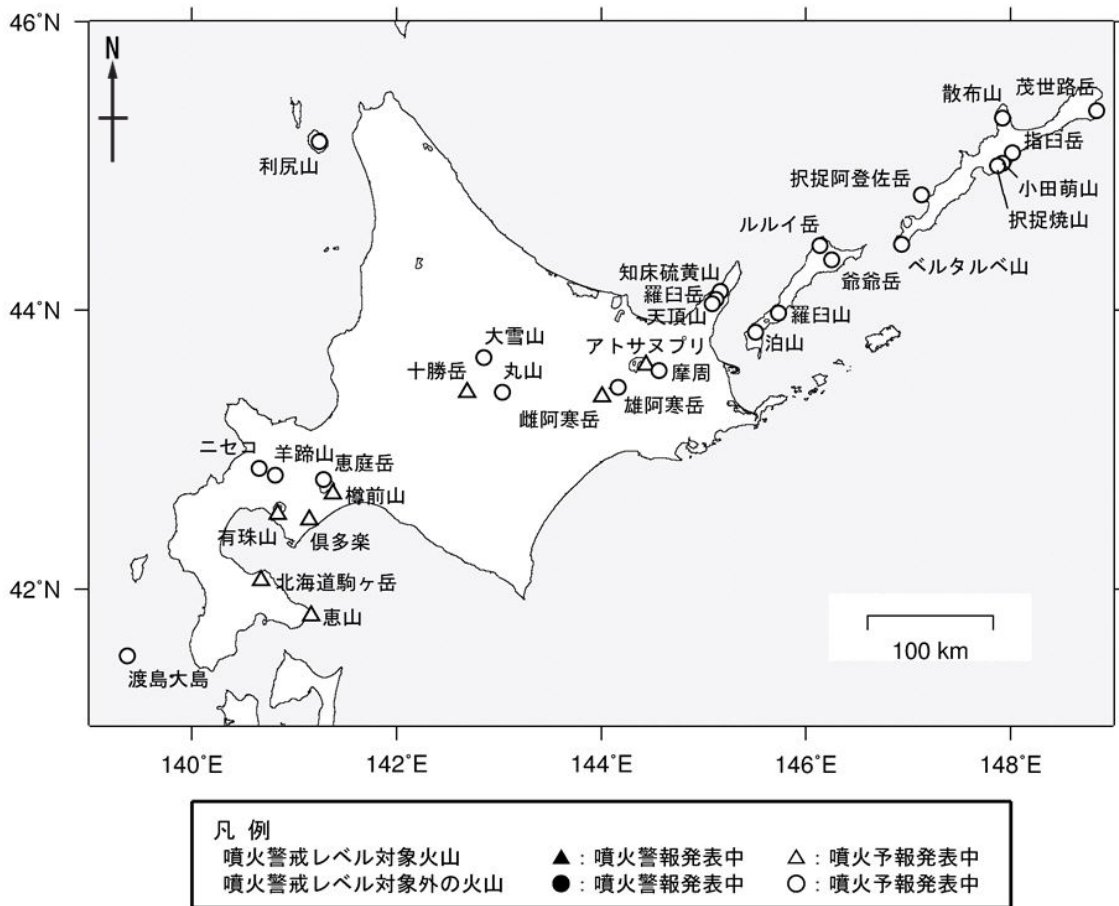 46°N
N
茂世路岳
散布山
指臼岳
利尻山
択捉阿登佐岳
小田萌山
択捉焼山
ルルイ岳
ベルタルベ山
知床硫黄山
爺爺岳
羅臼岳
44°N
天頂山
羅臼山
大雪山
アトサヌプリ
泊山
十勝岳
丸山
摩周
雌阿寒岳
雄阿寒岳
ニセコ
羊蹄山
恵庭岳
樽前山
有珠山
倶多楽
北海道駒ヶ岳
42°N
恵山
100 km
渡島大島
140°E 142°E 144°E 146°E 148°E
凡 例
噴火警戒レベル対象火山 ▲：噴火警報発表中 △：噴火予報発表中
噴火警戒レベル対象外の火山 ●：噴火警報発表中 ○：噴火予報発表中